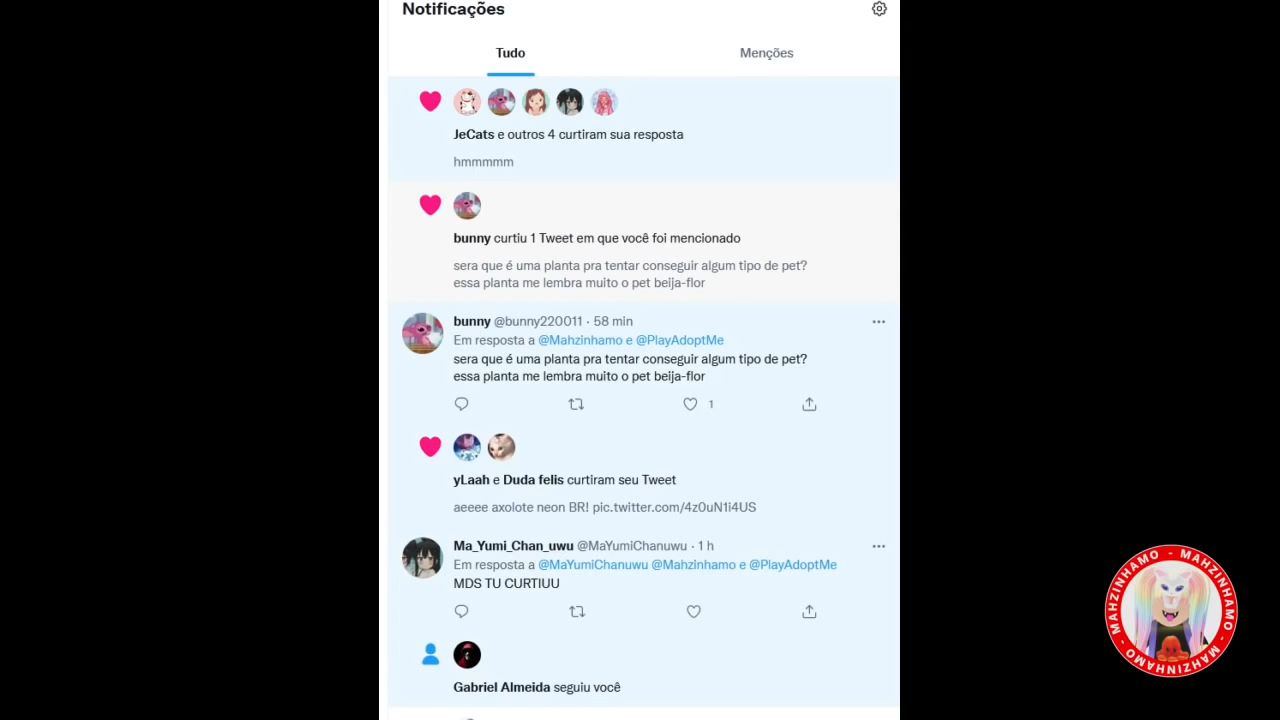 Notificações
Tudo
Menções
JeCats e outros 4 curtiram sua resposta
hmmmmm
bunny curtiu 1 Tweet em que você foi mencionado
sera que é uma planta pra tentar conseguir algum tipo de pet?
essa planta me lembra muito o pet beija-flor
bunny @bunny220011 · 58 min
Em resposta a @Mahzinhamo e @PlayAdoptMe
sera que é uma planta pra tentar conseguir algum tipo de pet?
essa planta me lembra muito o pet beija-flor
1
yLaah e Duda felis curtiram seu Tweet
aeeee axolote neon BR! pic.twitter.com/4z0uN1i4US
Ma_Yumi_Chan_uwu @MaYumiChanuwu · 1 h
Em resposta a @MaYumiChanuwu @Mahzinhamo e @PlayAdoptMe
MDS TU CURTIUU
Gabriel Almeida seguiu você
MAHZINHAMO - MAHZINHAMO - MAHZINHAMO -